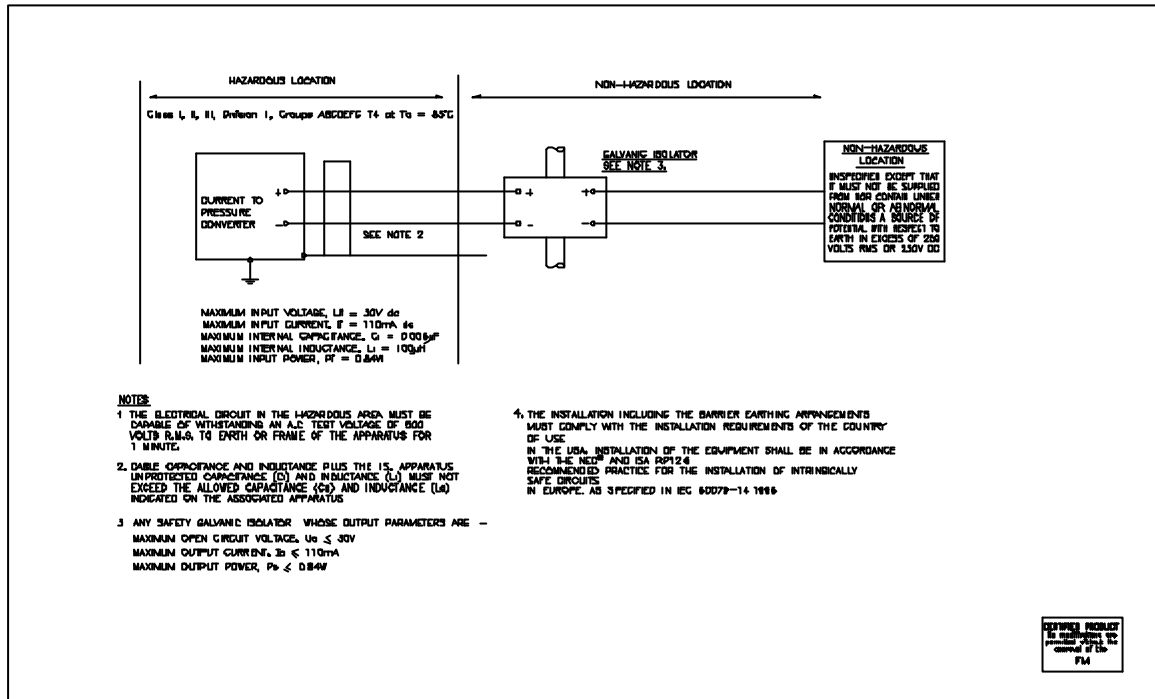 HAZARDOUS LOCATION
NON-HAZARDOUS LOCATION
Class I, II, III, Division 1, Groups ABCDEFG T4 at Ta = 85°C
GALVANIC ISOLATOR
SEE NOTE 3.
CURRENT TO
PRESSURE
CONVERTER
+
-
SEE NOTE 2
+
-
+
-
NON-HAZARDOUS
LOCATION
UNSPECIFIED EXCEPT THAT
IT MUST NOT BE SUPPLIED
FROM NOR CONTAIN UNDER
NORMAL OR ABNORMAL
CONDITIONS A SOURCE OF
POTENTIAL WITH RESPECT TO
EARTH IN EXCESS OF 250
VOLTS RMS OR 250V DC
MAXIMUM INPUT VOLTAGE, Ui = 30V dc
MAXIMUM INPUT CURRENT, Ii = 110mA dc
MAXIMUM INTERNAL CAPACITANCE, Ci =
MAXIMUM INTERNAL INDUCTANCE, Li = 100µH
MAXIMUM INPUT POWER, Pi = 0.84W
NOTES
1 THE ELECTRICAL CIRCUIT IN THE HAZARDOUS AREA MUST BE
CAPABLE OF WITHSTANDING AN A.C TEST VOLTAGE OF 500
VOLTS R.M.S. TO EARTH OR FRAME OF THE APPARATUS FOR
1 MINUTE.
2. CABLE CAPACITANCE AND INDUCTANCE PLUS THE I.S. APPARATUS
UNPROTECTED CAPACITANCE (Ci) AND INDUCTANCE (Li) MUST NOT
EXCEED THE ALLOWED CAPACITANCE (Ca) AND INDUCTANCE (La)
INDICATED ON THE ASSOCIATED APPARATUS
3 ANY SAFETY GALVANIC ISOLATOR WHOSE OUTPUT PARAMETERS ARE -
MAXIMUM OPEN CIRCUIT VOLTAGE, Uo ≤ 30V
MAXIMUM OUTPUT CURRENT, Io ≤ 110mA
MAXIMUM OUTPUT POWER, Po ≤ 0.84W
4. THE INSTALLATION INCLUDING THE BARRIER EARTHING ARRANGEMENTS
MUST COMPLY WITH THE INSTALLATION REQUIREMENTS OF THE COUNTRY
OF USE
IN THE USA, INSTALLATION OF THE EQUIPMENT SHALL BE IN ACCORDANCE
WITH THE NEC® AND ISA RP12.6
RECOMMENDED PRACTICE FOR THE INSTALLATION OF INTRINSICALLY
SAFE CIRCUITS
IN EUROPE, AS SPECIFIED IN IEC 60079-14 1996
CERTIFIED PRODUCT
No modifications are
permitted without the
approval of the
FM